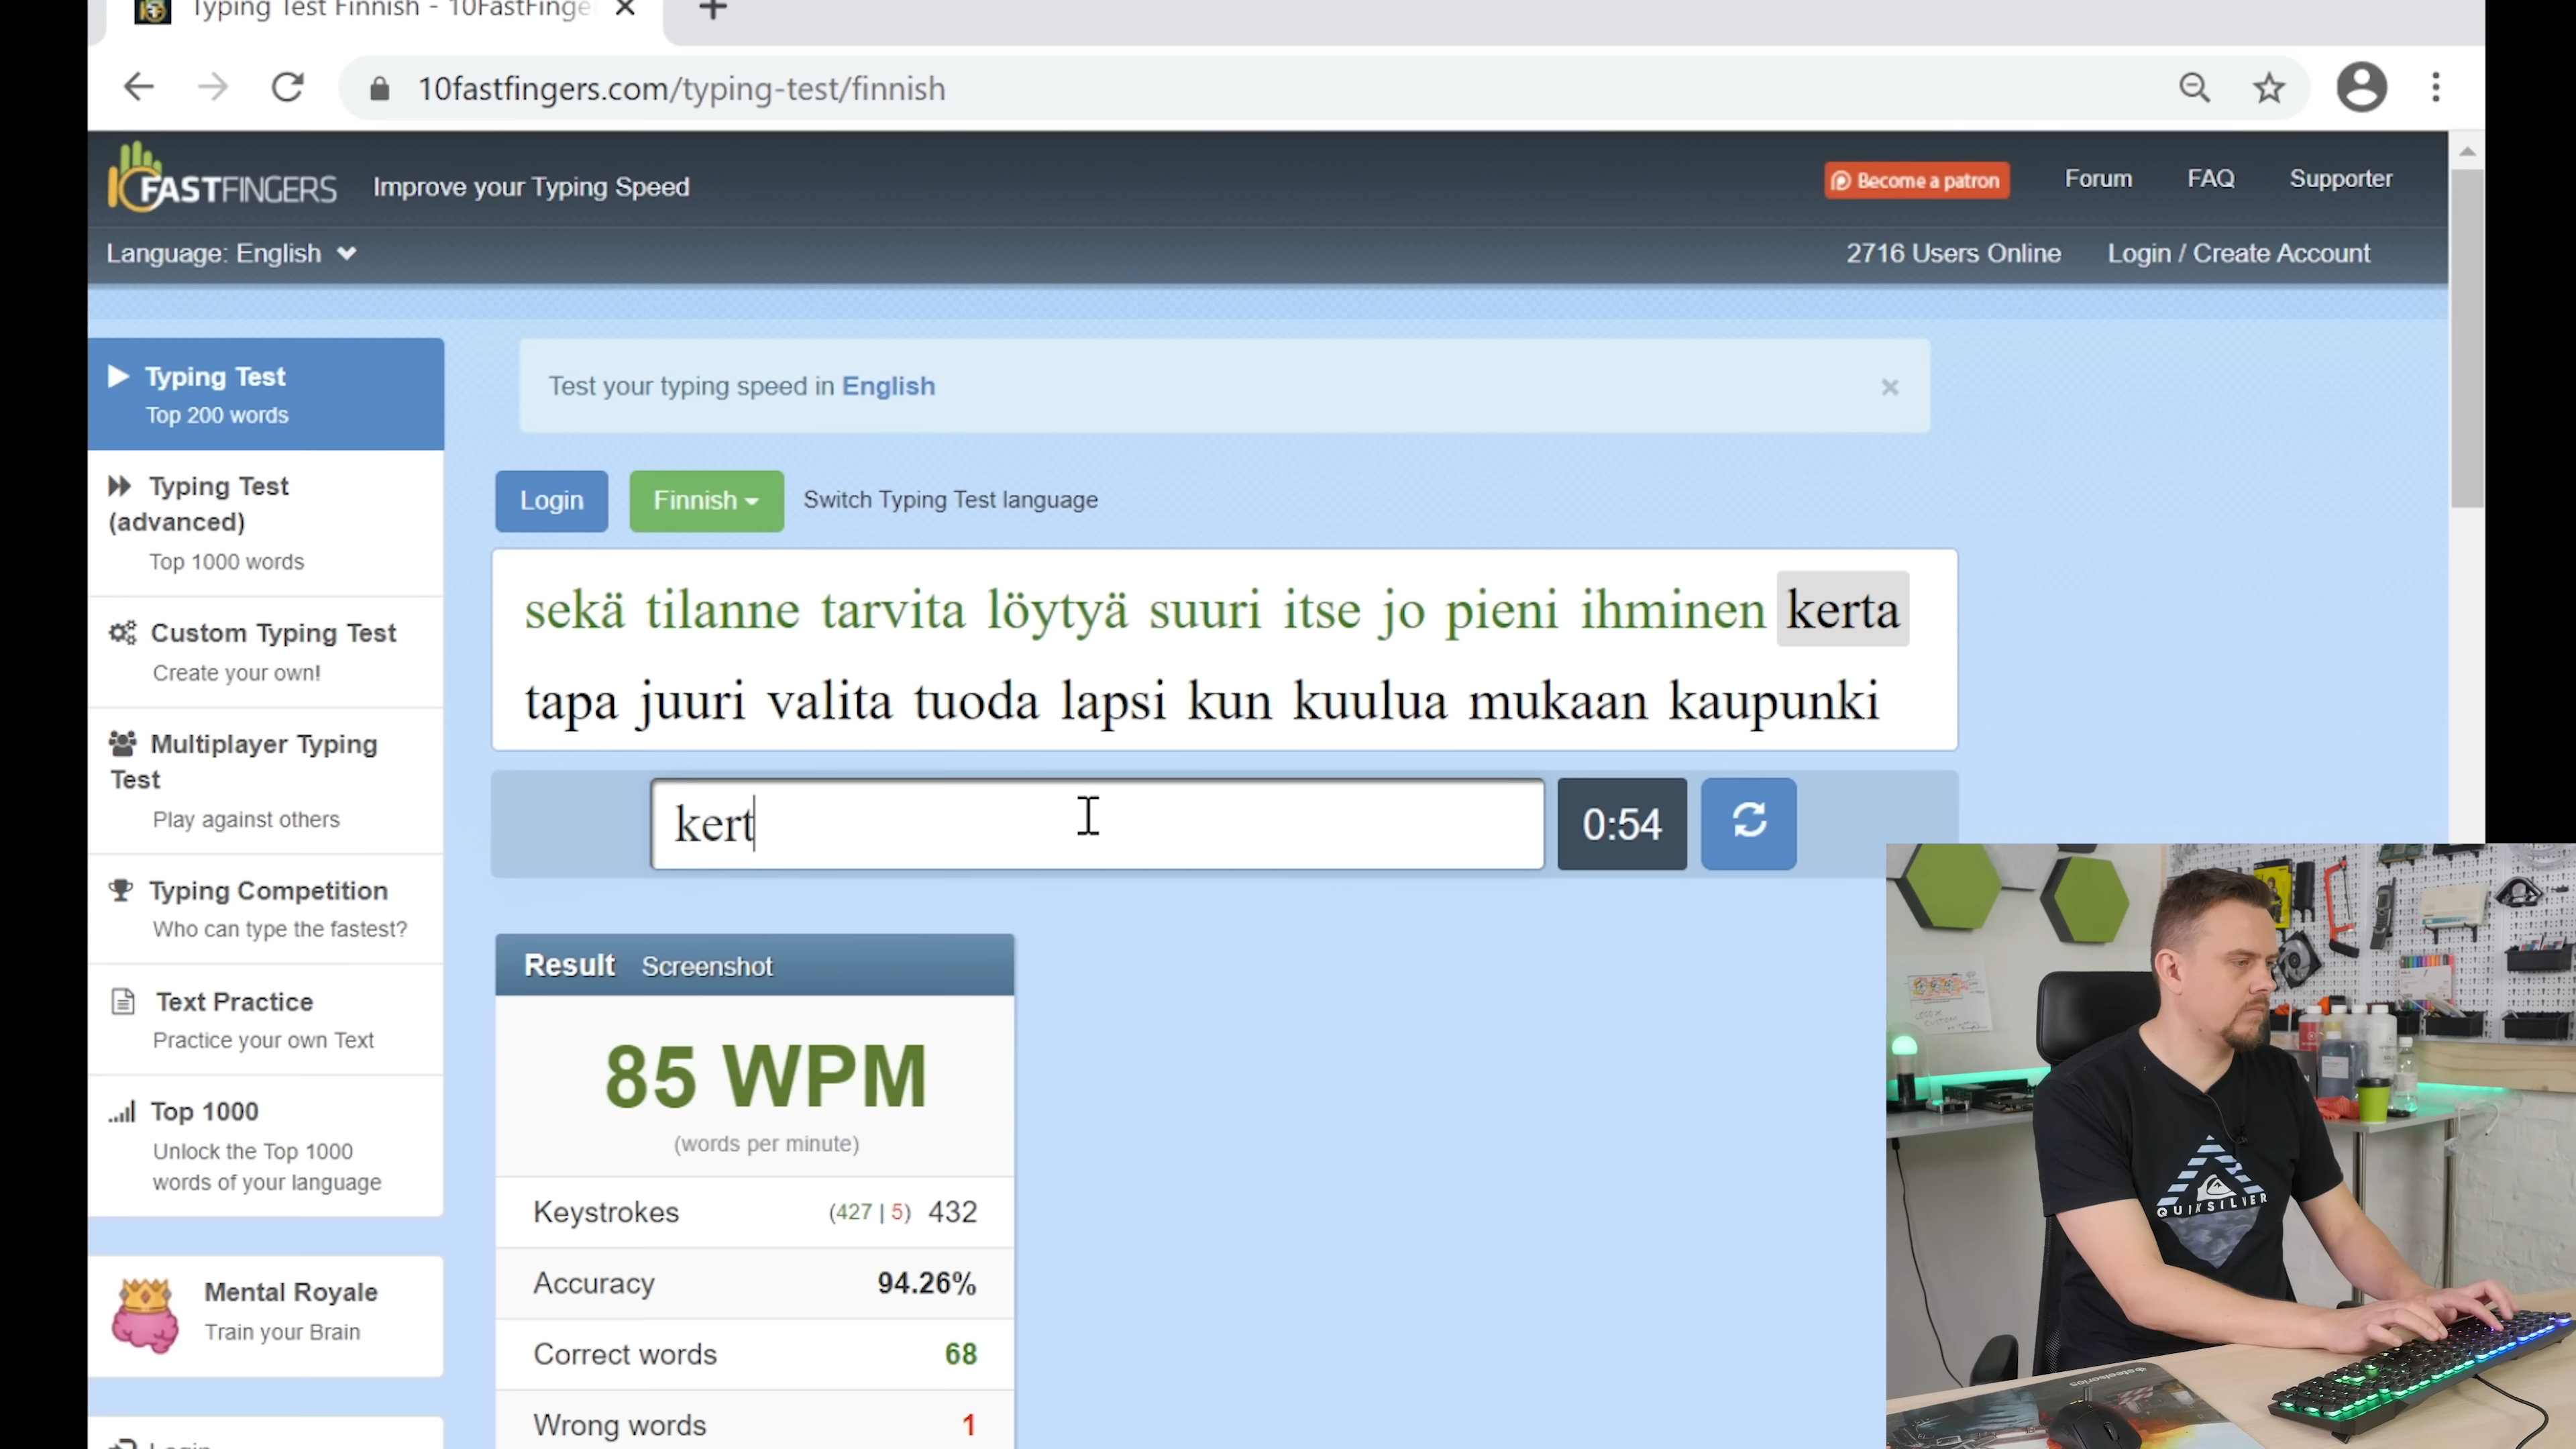 Typing Test Finnish - 10FastFinge
10fastfingers.com/typing-test/finnish
10FASTFINGERS
Improve your Typing Speed
Become a patron
Forum
FAQ
Supporter
Language: English
2716 Users Online
Login / Create Account
Typing Test
Top 200 words
Typing Test
(advanced)
Top 1000 words
Custom Typing Test
Create your own!
Multiplayer Typing
Test
Play against others
Typing Competition
Who can type the fastest?
Text Practice
Practice your own Text
Top 1000
Unlock the Top 1000
words of your language
Mental Royale
Train your Brain
Login
Test your typing speed in English
Login
Finnish
Switch Typing Test language
sekä tilanne tarvita löytyä suuri itse jo pieni ihminen kerta
tapa juuri valita tuoda lapsi kun kuulua mukaan kaupunki
kert
0:54
Result Screenshot
85 WPM
(words per minute)
Keystrokes (427 | 5) 432
Accuracy 94.26%
Correct words 68
Wrong words 1
QUIKSILVER
steelseries